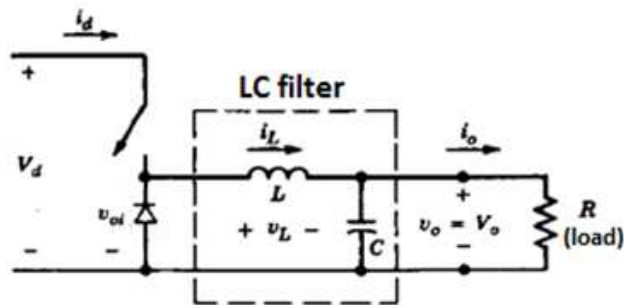 i_d
+
LC filter
i_L
i_o
V_d
L
+
R
v_oi
+ v_L −
C
v_o = V_o
(load)
−
−
−